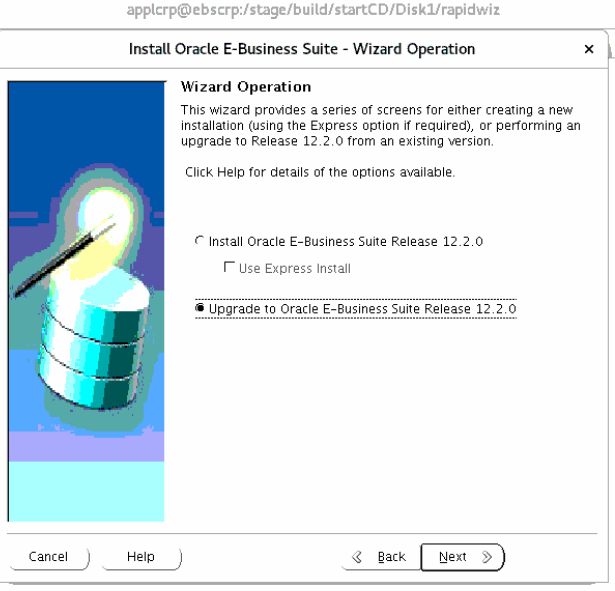 applcrp@ebscrp:/stage/build/startCD/Disk1/rapidwiz
Install Oracle E-Business Suite - Wizard Operation
Wizard Operation
This wizard provides a series of screens for either creating a new
installation (using the Express option if required), or performing an
upgrade to Release 12.2.0 from an existing version.
Click Help for details of the options available.
Install Oracle E-Business Suite Release 12.2.0
Use Express Install
Upgrade to Oracle E-Business Suite Release 12.2.0
Cancel Help Back Next